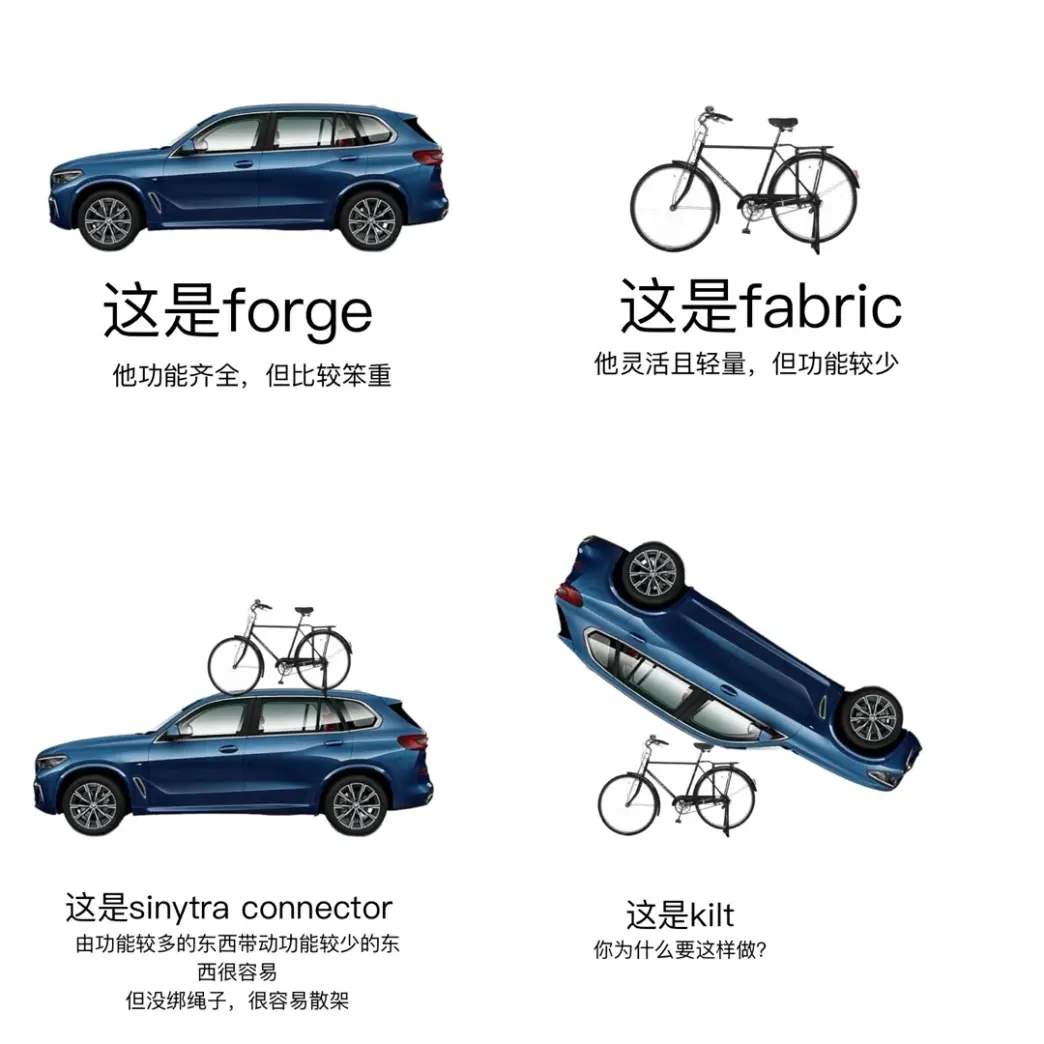 这是forge
他功能齐全，但比较笨重
这是fabric
他灵活且轻量，但功能较少
这是sinytra connector
由功能较多的东西带动功能较少的东
西很容易
但没绑绳子，很容易散架
这是kilt
你为什么要这样做？